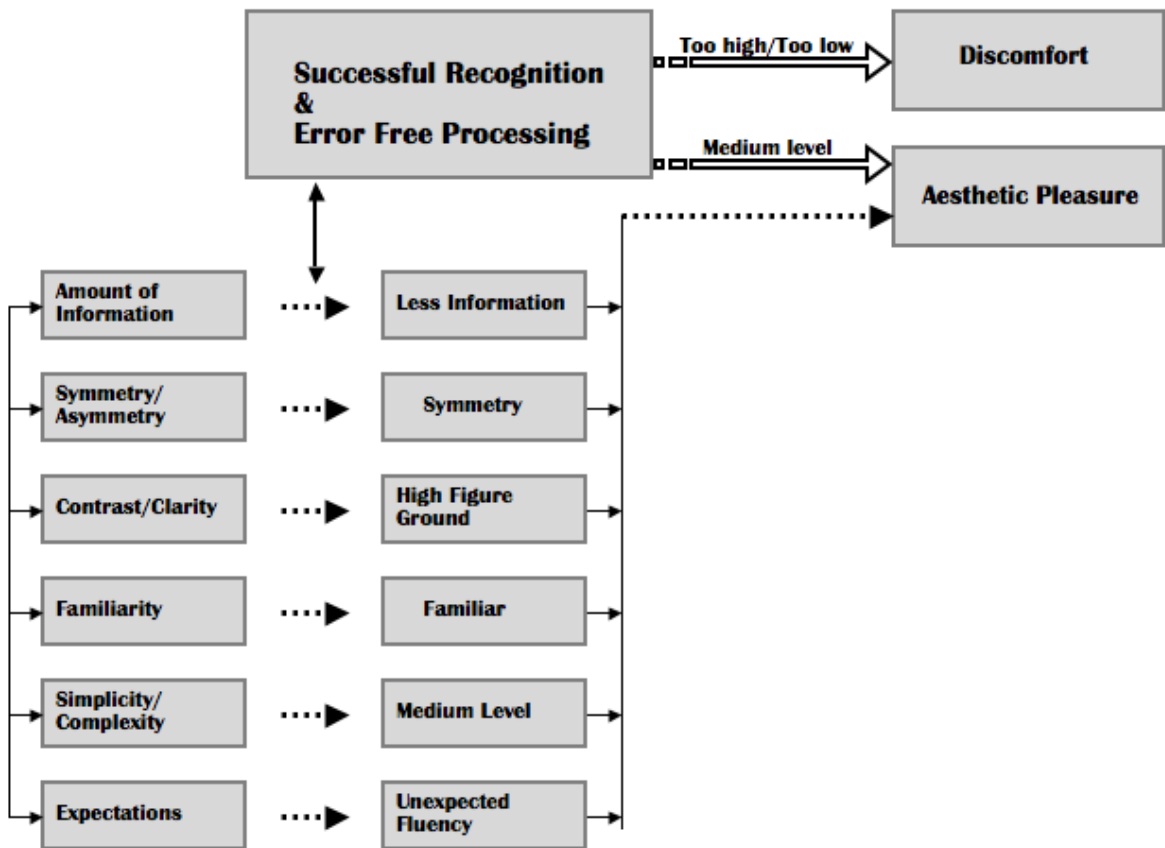 Successful Recognition
&
Error Free Processing
Too high/Too low
Discomfort
Medium level
Aesthetic Pleasure
Amount of
Information
Less Information
Symmetry/
Asymmetry
Symmetry
Contrast/Clarity
High Figure
Ground
Familiarity
Familiar
Simplicity/
Complexity
Medium Level
Expectations
Unexpected
Fluency